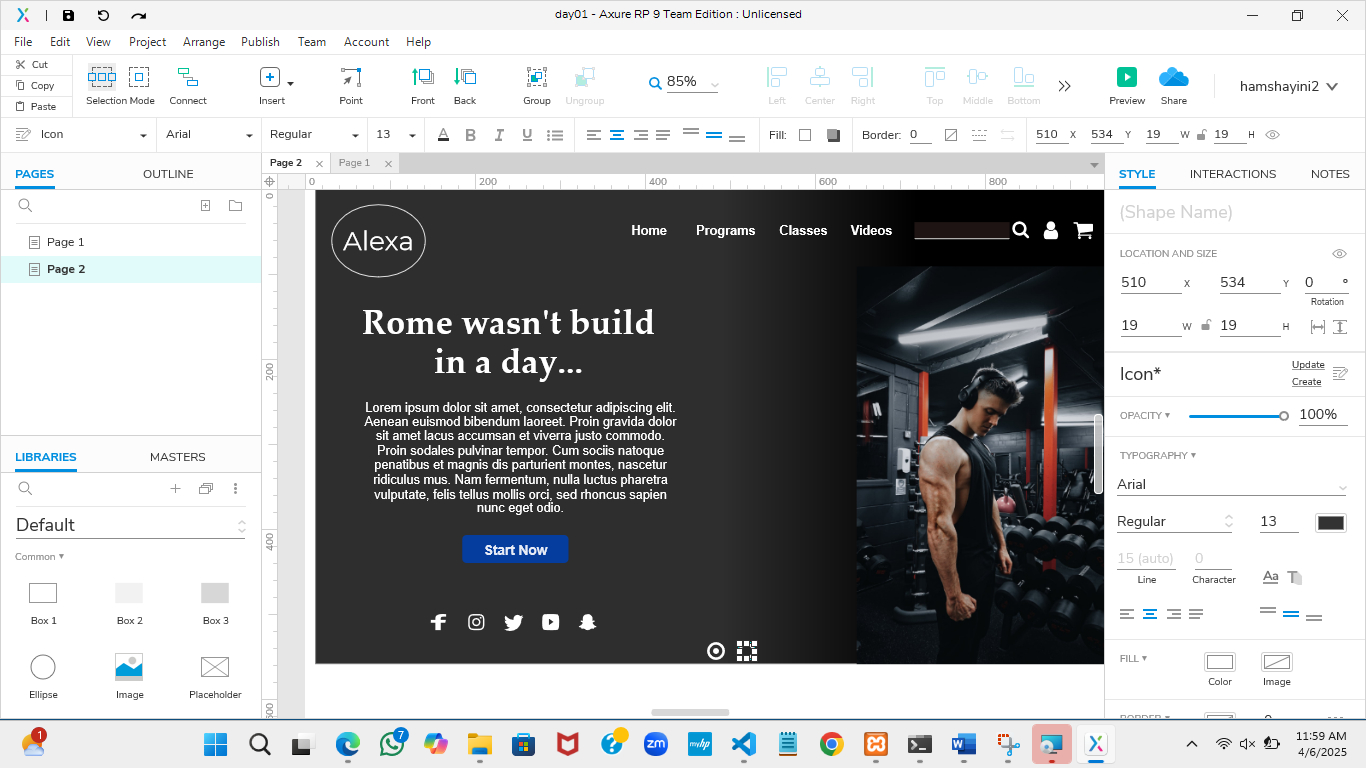 day01 - Axure RP 9 Team Edition : Unlicensed
File Edit View Project Arrange Publish Team Account Help
Cut
Copy
Paste
Selection Mode Connect Insert Point Front Back Group Ungroup
85%
Left Center Right Top Middle Bottom
Preview Share
hamshayini2
Icon Arial Regular 13
Fill: Border: 0 510 X 534 Y 19 W 19 H
PAGES OUTLINE
Page 1
Page 2
LIBRARIES MASTERS
Default
Common
Box 1 Box 2 Box 3
Ellipse Image Placeholder
Page 2 Page 1
0 200 400 600 800
0
200
400
600
Alexa
Home Programs Classes Videos
Rome wasn't build
in a day...
Lorem ipsum dolor sit amet, consectetur adipiscing elit.
Aenean euismod bibendum laoreet. Proin gravida dolor
sit amet lacus accumsan et viverra justo commodo.
Proin sodales pulvinar tempor. Cum sociis natoque
penatibus et magnis dis parturient montes, nascetur
ridiculus mus. Nam fermentum, nulla luctus pharetra
vulputate, felis tellus mollis orci, sed rhoncus sapien
nunc eget odio.
Start Now
STYLE INTERACTIONS NOTES
(Shape Name)
LOCATION AND SIZE
510 X 534 Y 0 °
Rotation
19 W 19 H
Icon*
Update
Create
OPACITY 100%
TYPOGRAPHY
Arial
Regular 13
15 (auto) 0
Line Character
Aa T
FILL
Color Image
BORDER
1
7
zm
myhp
11:59 AM
4/6/2025